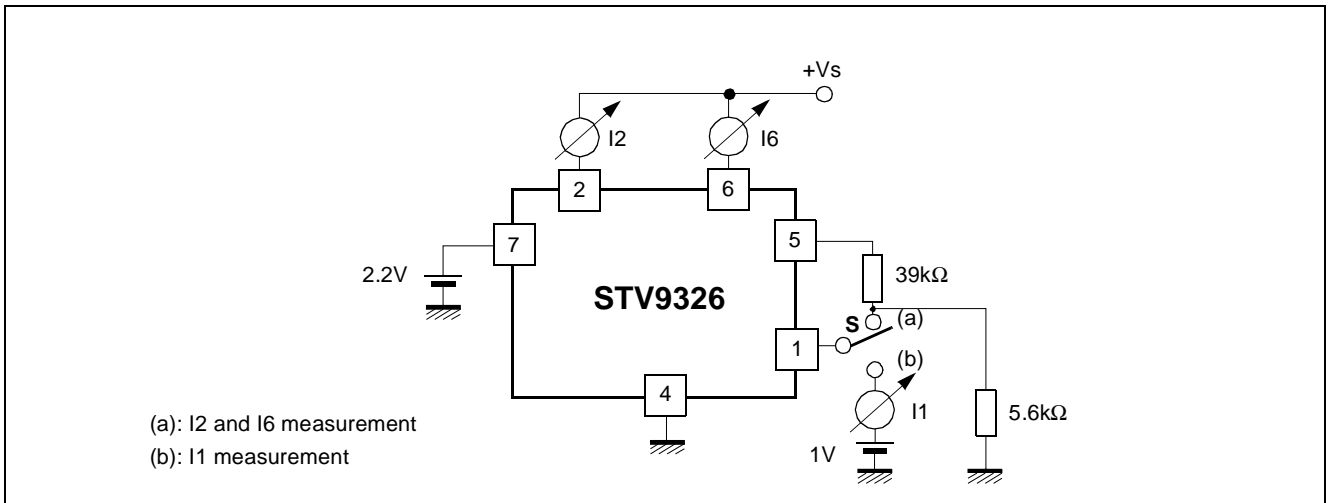 +Vs
I2
I6
2
6
7
5
2.2V
39kΩ
STV9326
S
(a)
1
(b)
4
I1
5.6kΩ
(a): I2 and I6 measurement
(b): I1 measurement
1V